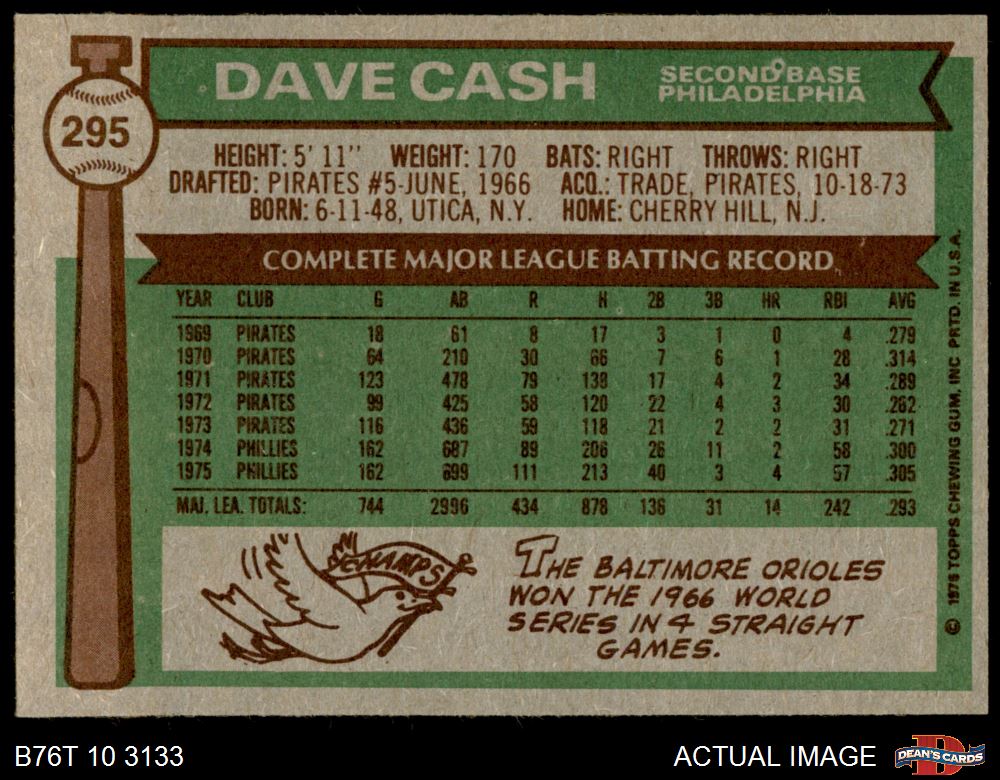 DAVE CASH SECOND BASE
PHILADELPHIA
295
HEIGHT: 5' 11'' WEIGHT: 170 BATS: RIGHT THROWS: RIGHT
DRAFTED: PIRATES #5-JUNE, 1966 ACQ.: TRADE, PIRATES, 10-18-73
BORN: 6-11-48, UTICA, N.Y. HOME: CHERRY HILL, N.J.
COMPLETE MAJOR LEAGUE BATTING RECORD
YEAR CLUB G AB R H 2B 3B HR RBI AVG
1969 PIRATES 18 61 8 17 3 1 0 4 .279
1970 PIRATES 64 210 30 66 7 6 1 28 .314
1971 PIRATES 123 478 79 138 17 4 2 34 .289
1972 PIRATES 99 425 58 120 22 4 3 30 .282
1973 PIRATES 116 436 59 118 21 2 2 31 .271
1974 PHILLIES 162 687 89 206 26 11 2 58 .300
1975 PHILLIES 162 699 111 213 40 3 4 57 .305
MAJ. LEA. TOTALS: 744 2996 434 878 136 31 14 242 .293
CHAMPS
THE BALTIMORE ORIOLES
WON THE 1966 WORLD
SERIES IN 4 STRAIGHT
GAMES.
© 1976 TOPPS CHEWING GUM, INC PRTD. IN U.S.A.
B76T 10 3133 ACTUAL IMAGE DEAN'S CARDS